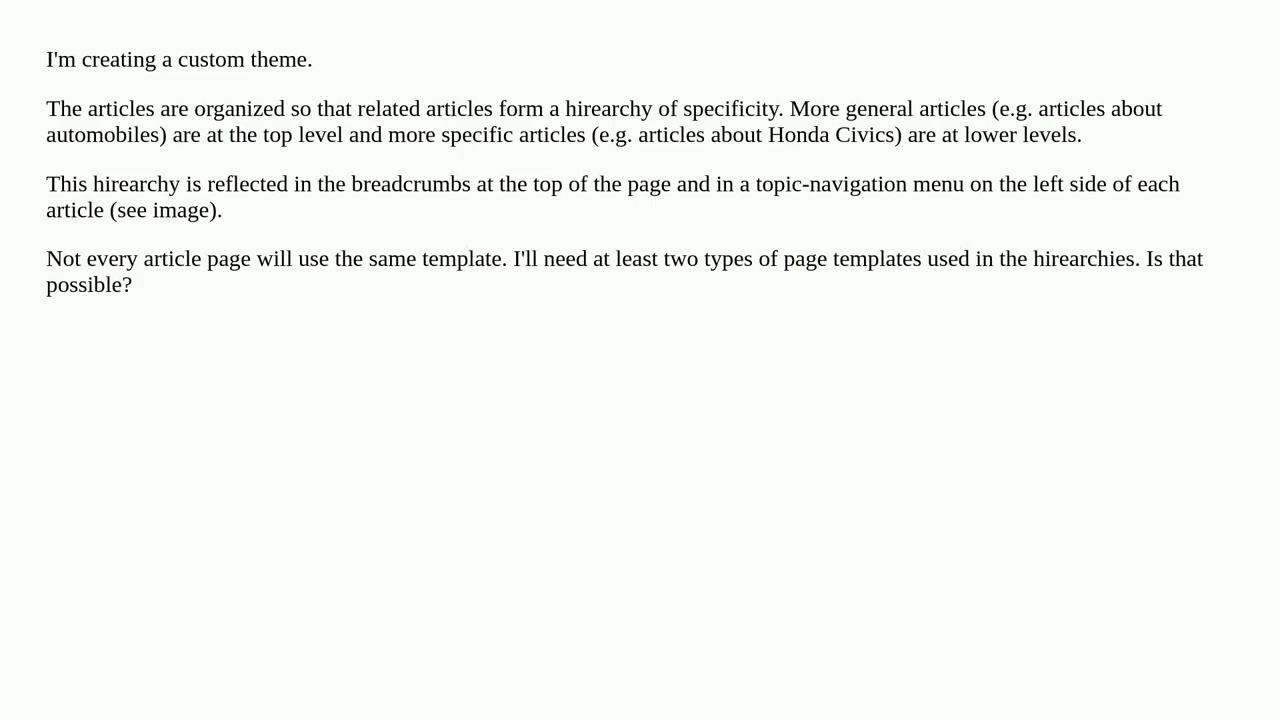 I'm creating a custom theme.
The articles are organized so that related articles form a hirearchy of specificity. More general articles (e.g. articles about
automobiles) are at the top level and more specific articles (e.g. articles about Honda Civics) are at lower levels.
This hirearchy is reflected in the breadcrumbs at the top of the page and in a topic-navigation menu on the left side of each
article (see image).
Not every article page will use the same template. I'll need at least two types of page templates used in the hirearchies. Is that
possible?